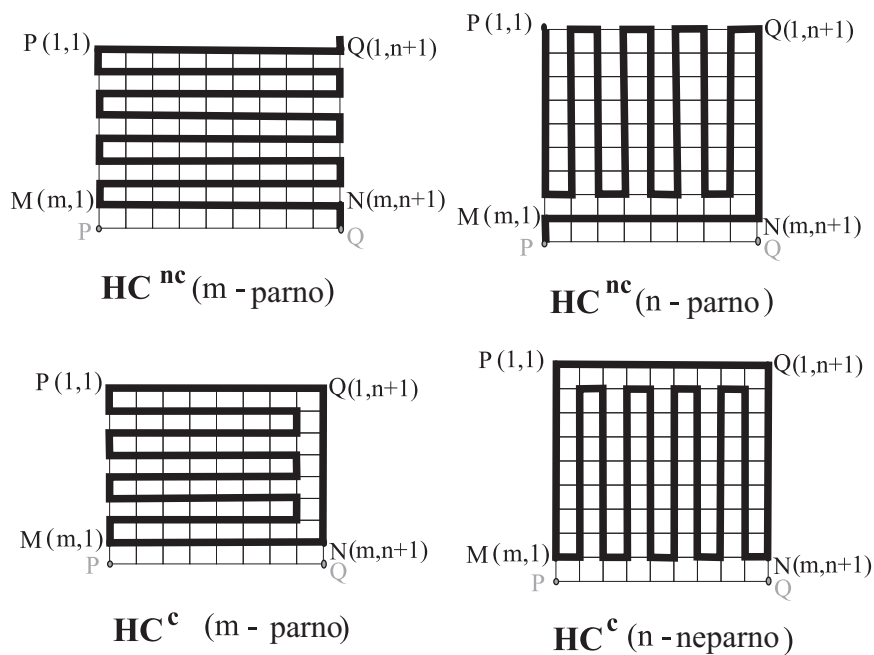 P (1,1) Q(1,n+1)
M (m,1) N(m,n+1)
P Q
HC nc (m - parno)
P (1,1) Q(1,n+1)
M (m,1) N(m,n+1)
P Q
HC nc (n - parno)
P (1,1) Q(1,n+1)
M (m,1) N(m,n+1)
P Q
HC c (m - parno)
P (1,1) Q(1,n+1)
M (m,1) N(m,n+1)
P Q
HC c (n - neparno)